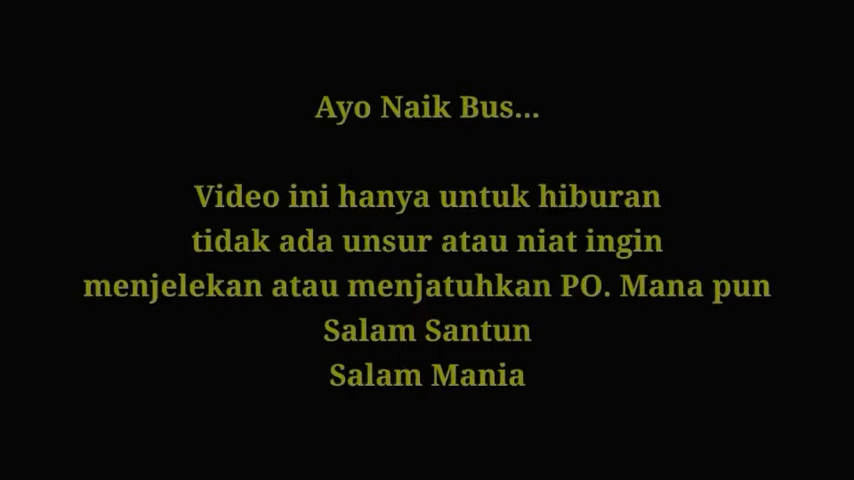 Ayo Naik Bus...
Video ini hanya untuk hiburan
tidak ada unsur atau niat ingin
menjelekan atau menjatuhkan PO. Mana pun
Salam Santun
Salam Mania